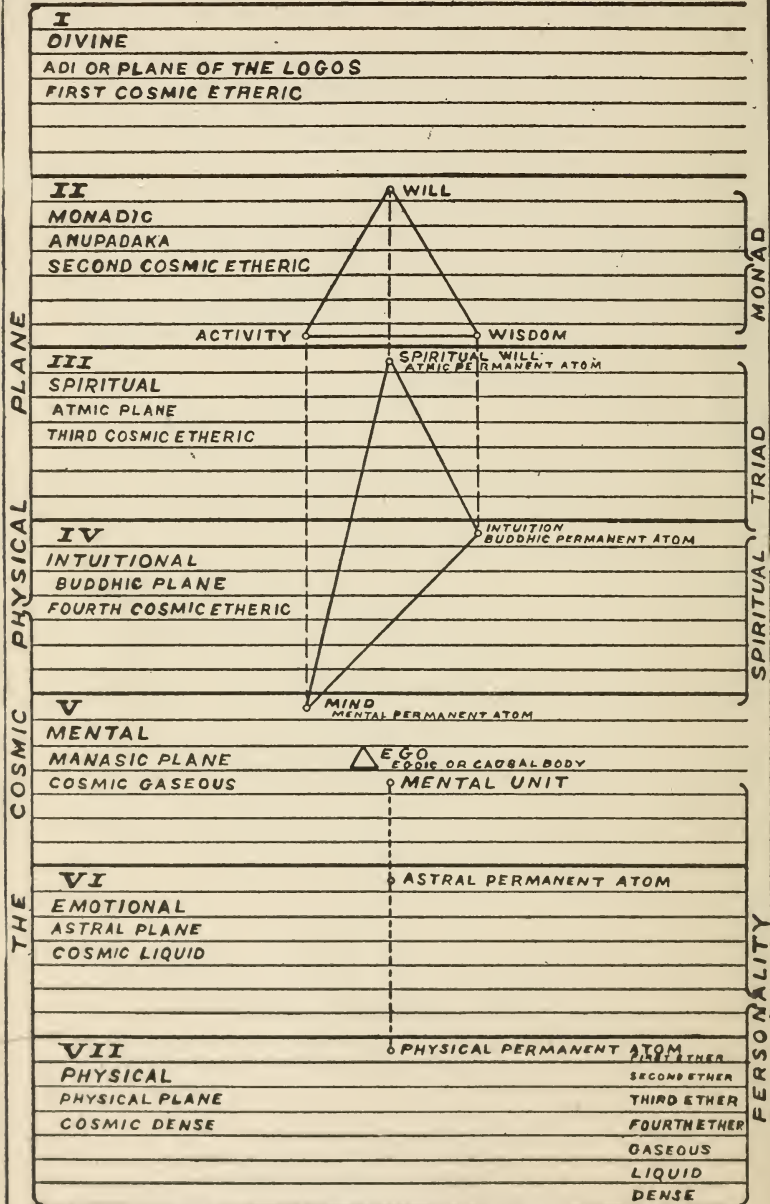 I
DIVINE
ADI OR PLANE OF THE LOGOS
FIRST COSMIC ETHERIC
II
WILL
MONADIC
ANUPADAKA
SECOND COSMIC ETHERIC
ACTIVITY
WISDOM
MONAD
III
SPIRITUAL WILL
ATMIC PERMANENT ATOM
SPIRITUAL
ATMIC PLANE
THIRD COSMIC ETHERIC
IV
INTUITION
BUDDHIC PERMANENT ATOM
INTUITIONAL
BUDDHIC PLANE
FOURTH COSMIC ETHERIC
SPIRITUAL TRIAD
V
MIND
MENTAL PERMANENT ATOM
MENTAL
MANASIC PLANE
EGO
EGOIC OR CAUSAL BODY
COSMIC GASEOUS
MENTAL UNIT
VI
ASTRAL PERMANENT ATOM
EMOTIONAL
ASTRAL PLANE
COSMIC LIQUID
VII
PHYSICAL PERMANENT ATOM
FIRST ETHER
PHYSICAL
SECOND ETHER
PHYSICAL PLANE
THIRD ETHER
COSMIC DENSE
FOURTH ETHER
GASEOUS
LIQUID
DENSE
PERSONALITY
THE COSMIC PHYSICAL PLANE